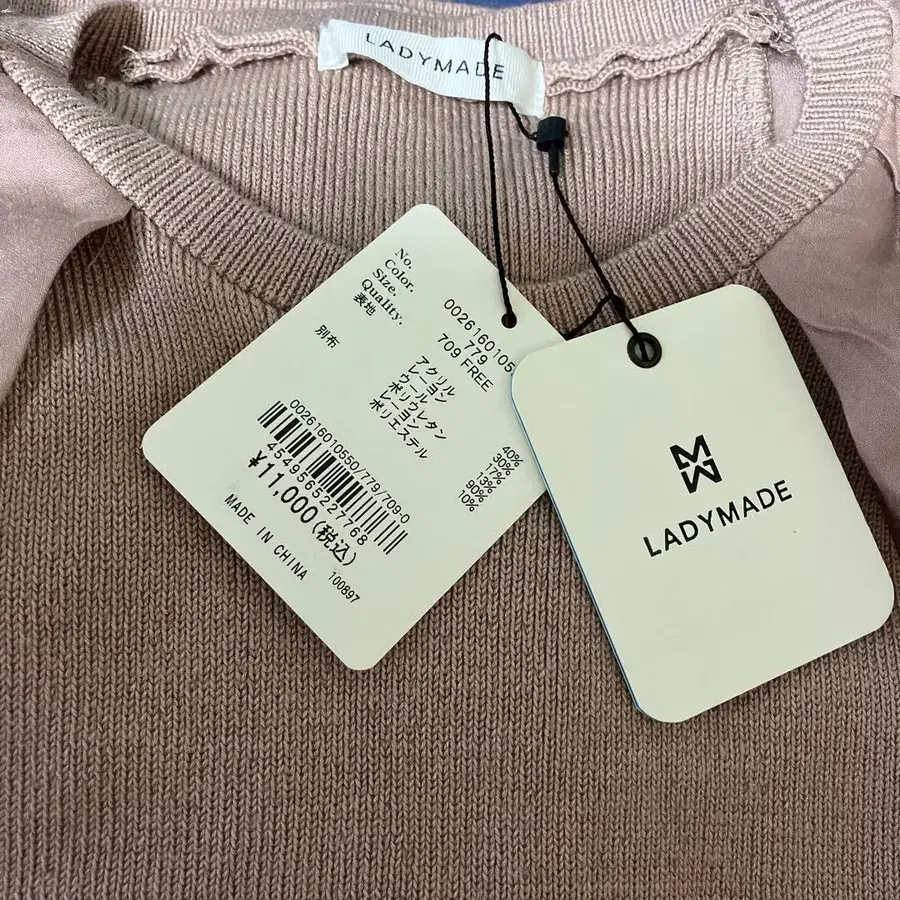 LADYMADE
No.
Color.
Size.
Quality.
表地
別布
0026160105
779
709 FREE
アクリル
レーヨン
ウール
ポリウレタン
レーヨン
ポリエステル
40%
30%
17%
13%
90%
10%
00261601050/779/709-0
4549565227768
¥11,000(税込)
MADE IN CHINA
100897
LADYMADE